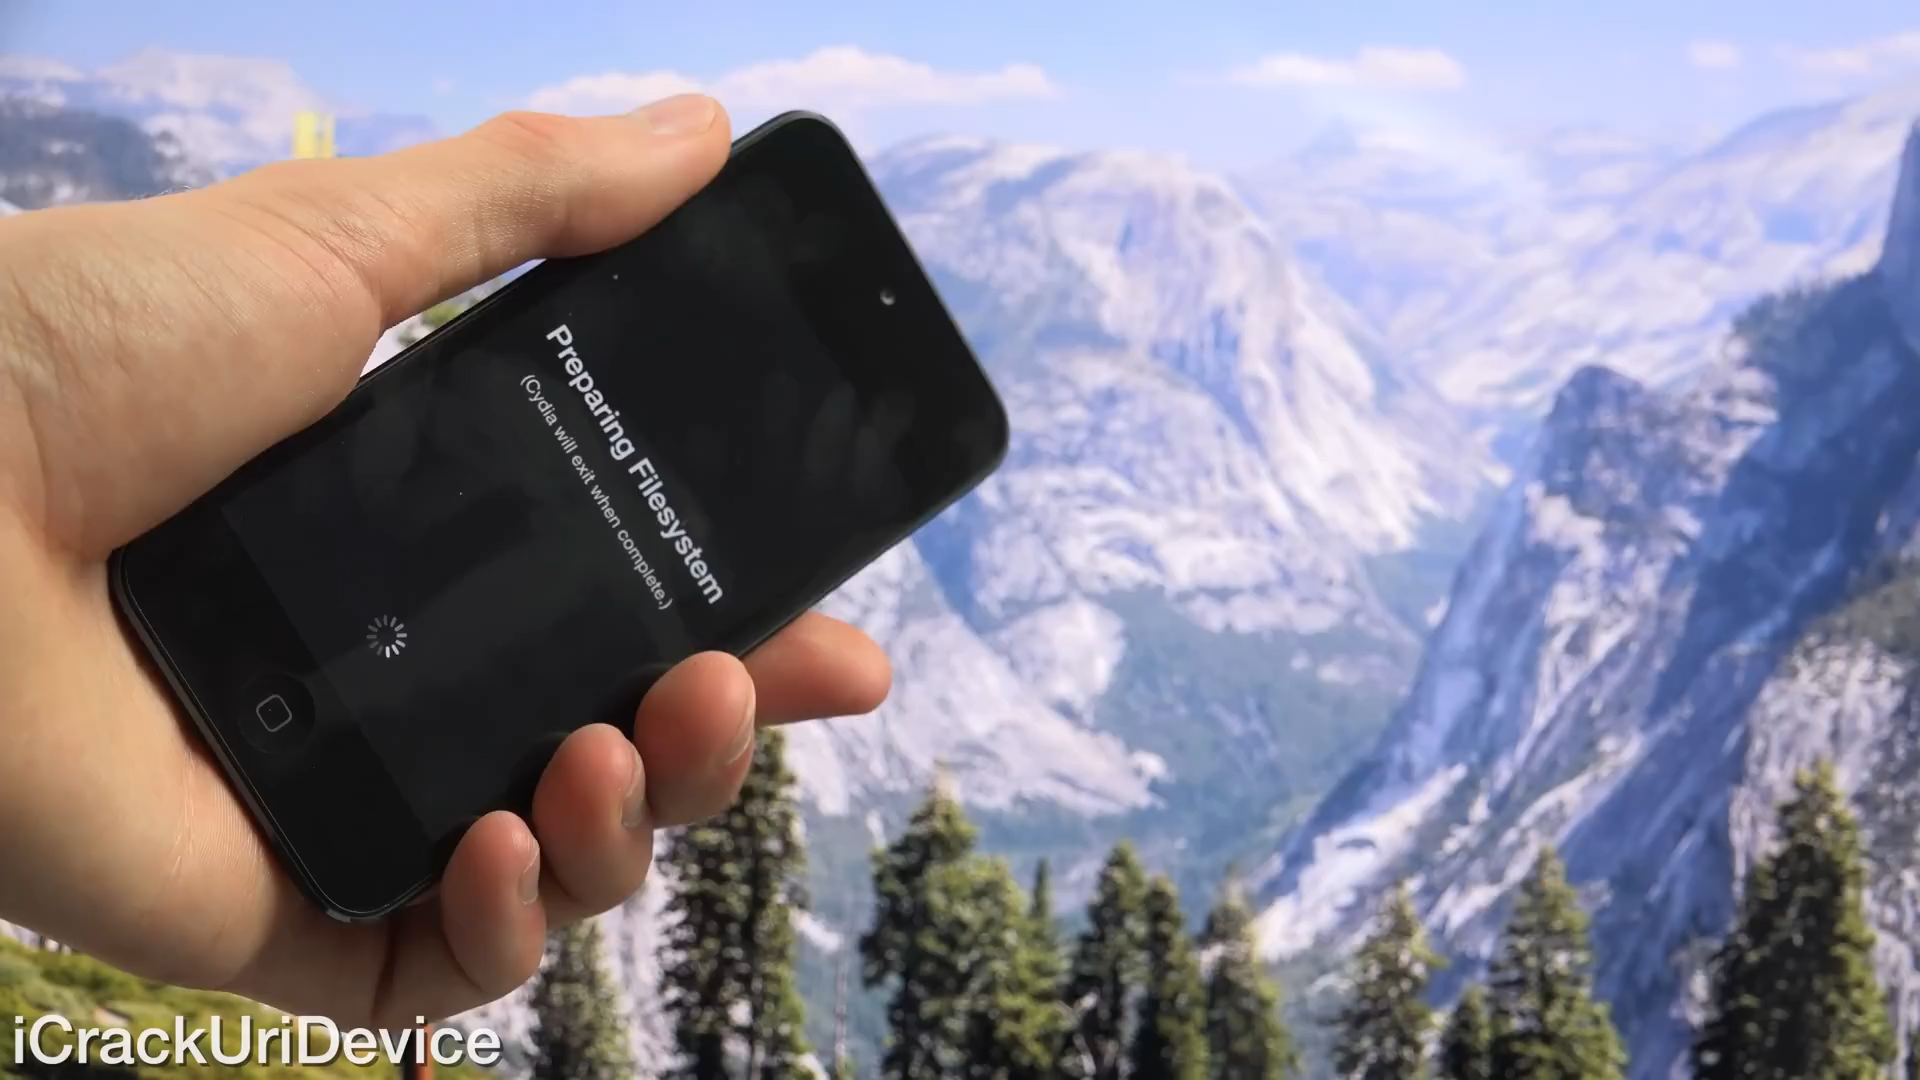 Preparing Filesystem
(Cydia will exit when complete.)
iCrackUriDevice